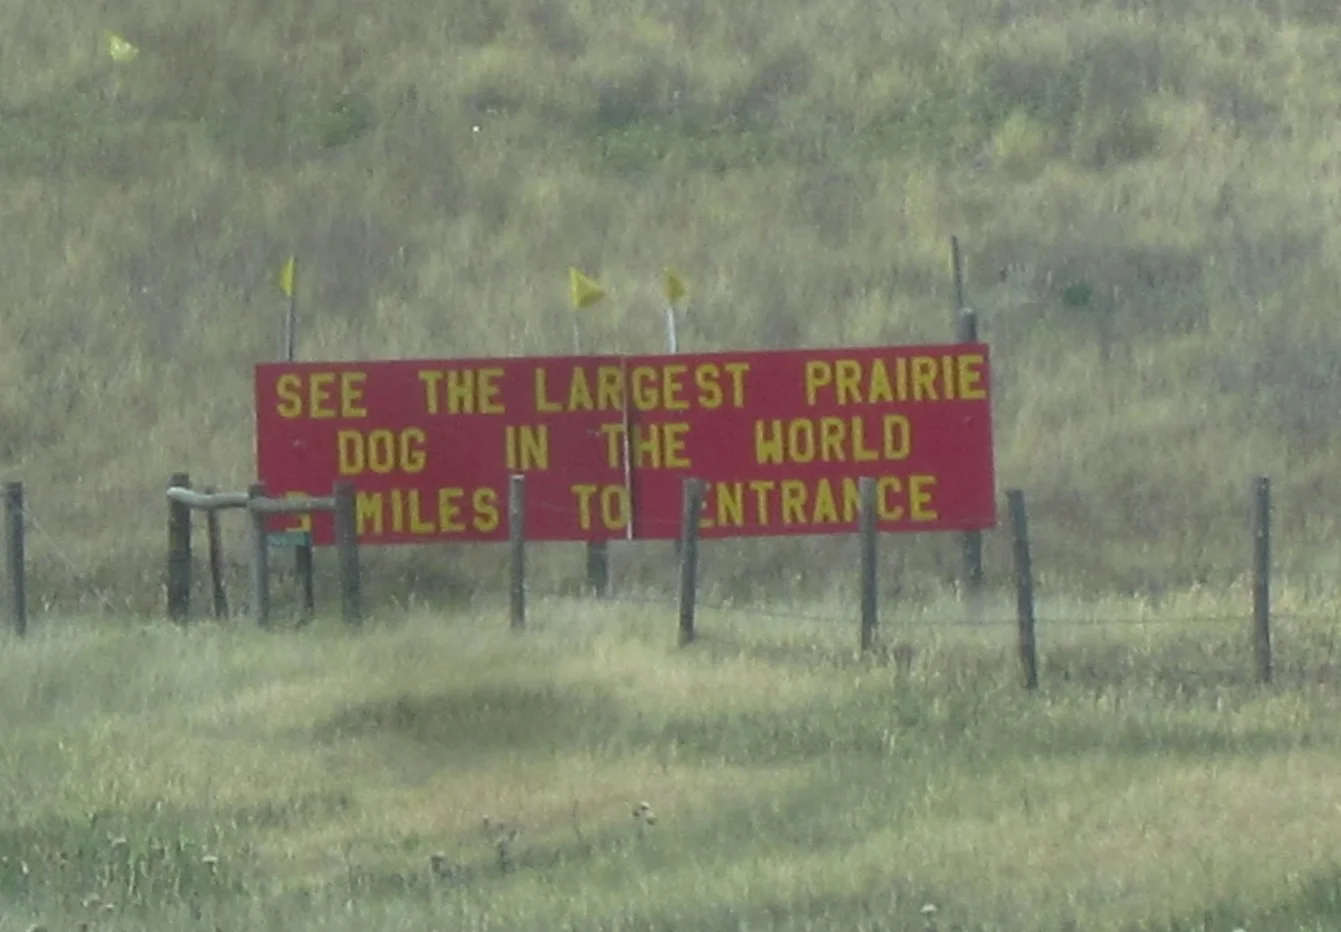 SEE THE LARGEST PRAIRIE
DOG IN THE WORLD
MILES TO ENTRANCE